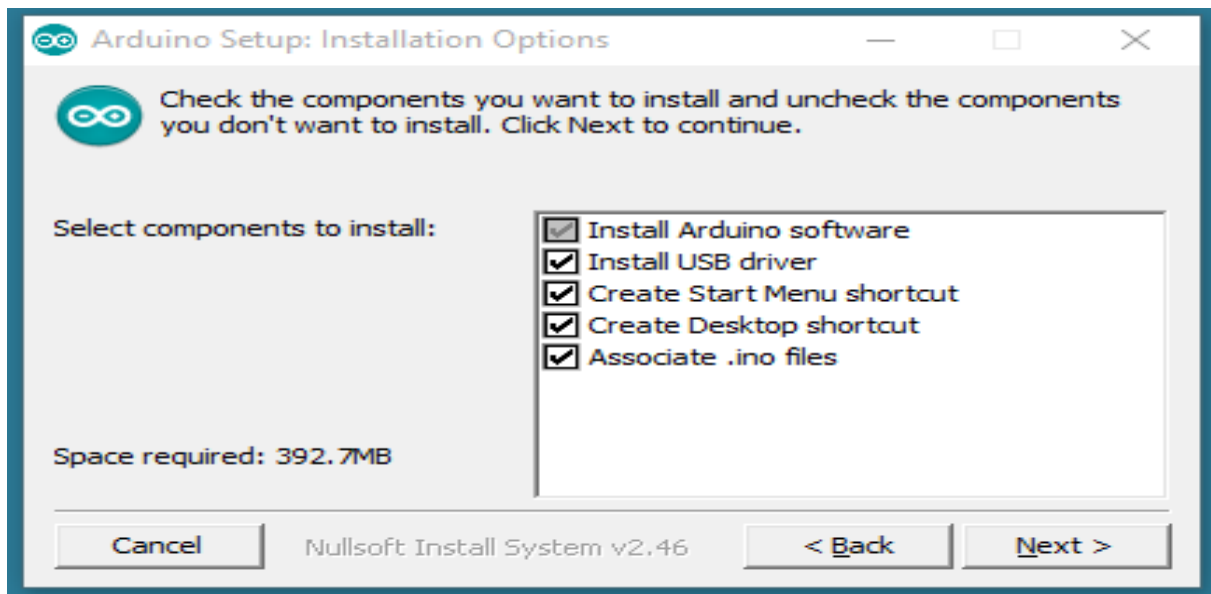 Arduino Setup: Installation Options
Check the components you want to install and uncheck the components
you don't want to install. Click Next to continue.
Select components to install:
Install Arduino software
Install USB driver
Create Start Menu shortcut
Create Desktop shortcut
Associate .ino files
Space required: 392.7MB
Cancel
Nullsoft Install System v2.46
< Back
Next >